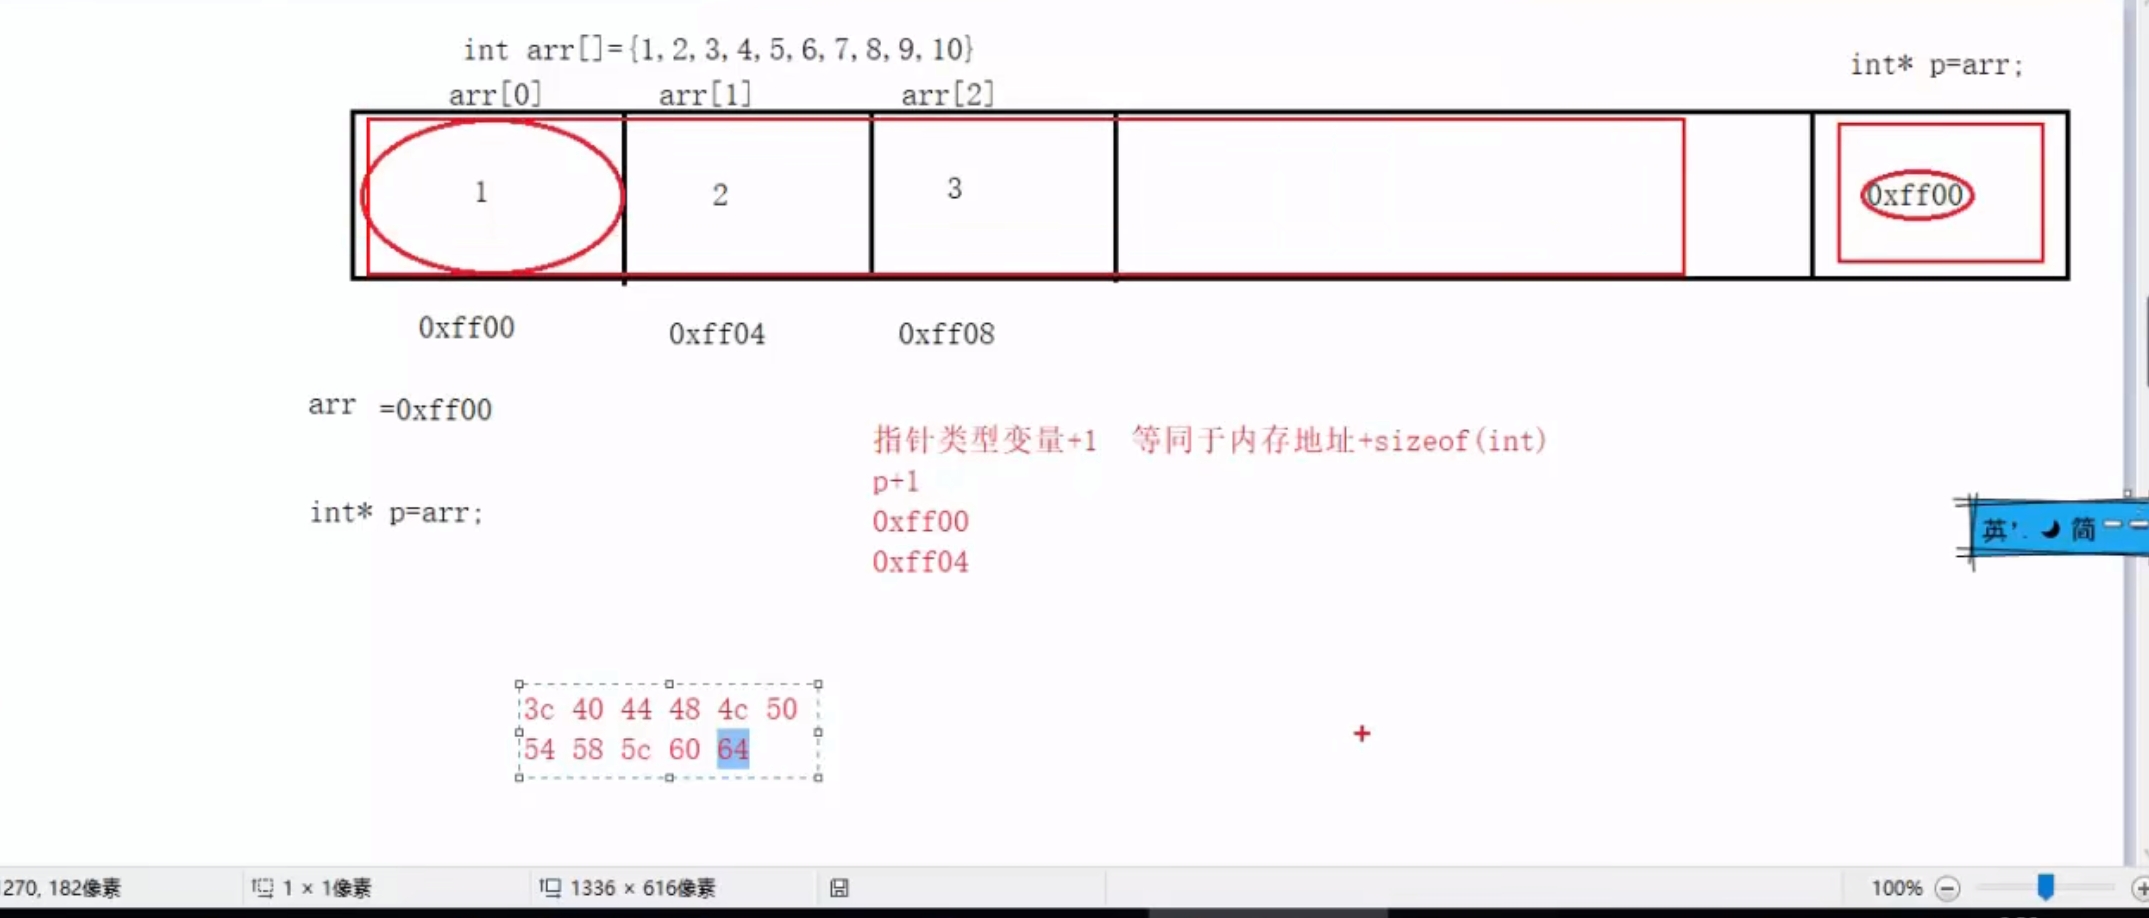 int arr[]={1,2,3,4,5,6,7,8,9,10}
int* p=arr;
arr[0] arr[1] arr[2]
1 2 3 0xff00
0xff00 0xff04 0xff08
arr =0xff00
指针类型变量+1 等同于内存地址+sizeof(int)
p+1
int* p=arr;
0xff00
0xff04
英 简
3c 40 44 48 4c 50
54 58 5c 60 64
270, 182像素 1 × 1像素 1336 × 616像素 100%